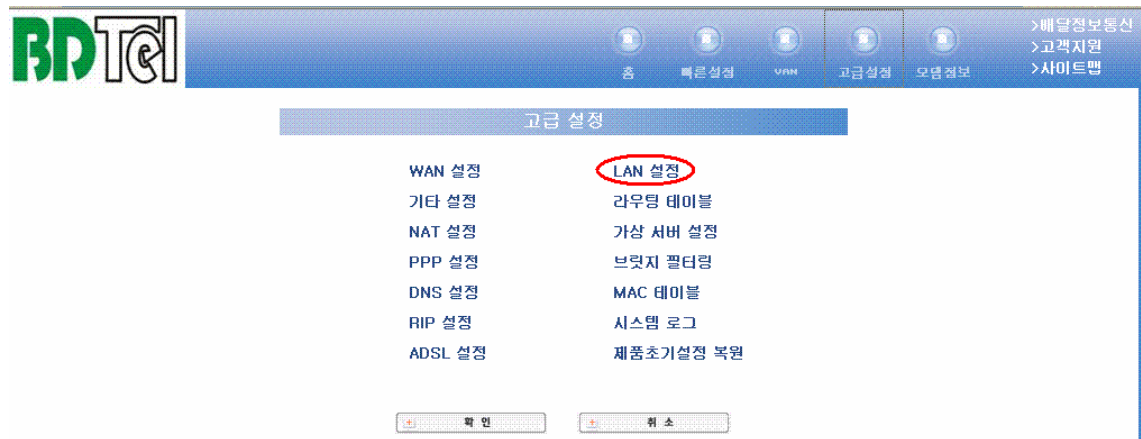 BDTel
>배달정보통신
>고객지원
>사이트맵
홈 빠른설정 VAN 고급설정 모뎀정보
고급 설정
WAN 설정 LAN 설정
기타 설정 라우팅 테이블
NAT 설정 가상 서버 설정
PPP 설정 브릿지 필터링
DNS 설정 MAC 테이블
RIP 설정 시스템 로그
ADSL 설정 제품초기설정 복원
확 인 취 소